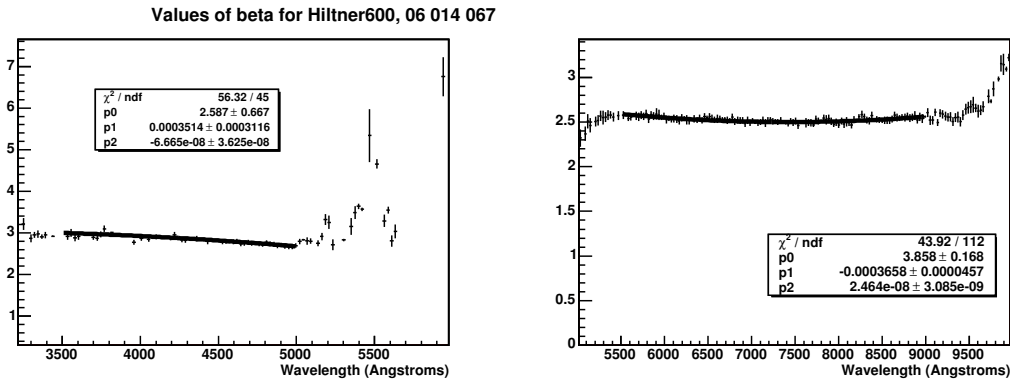 Values of beta for Hiltner600, 06 014 067
7
6
5
4
3
2
1
χ² / ndf 56.32 / 45
p0 2.587 ± 0.667
p1 0.0003514 ± 0.0003116
p2 -6.665e-08 ± 3.625e-08
3500 4000 4500 5000 5500
Wavelength (Angstroms)
3
2.5
2
1.5
1
0.5
0
χ² / ndf 43.92 / 112
p0 3.858 ± 0.168
p1 -0.0003658 ± 0.0000457
p2 2.464e-08 ± 3.085e-09
5500 6000 6500 7000 7500 8000 8500 9000 9500
Wavelength (Angstroms)